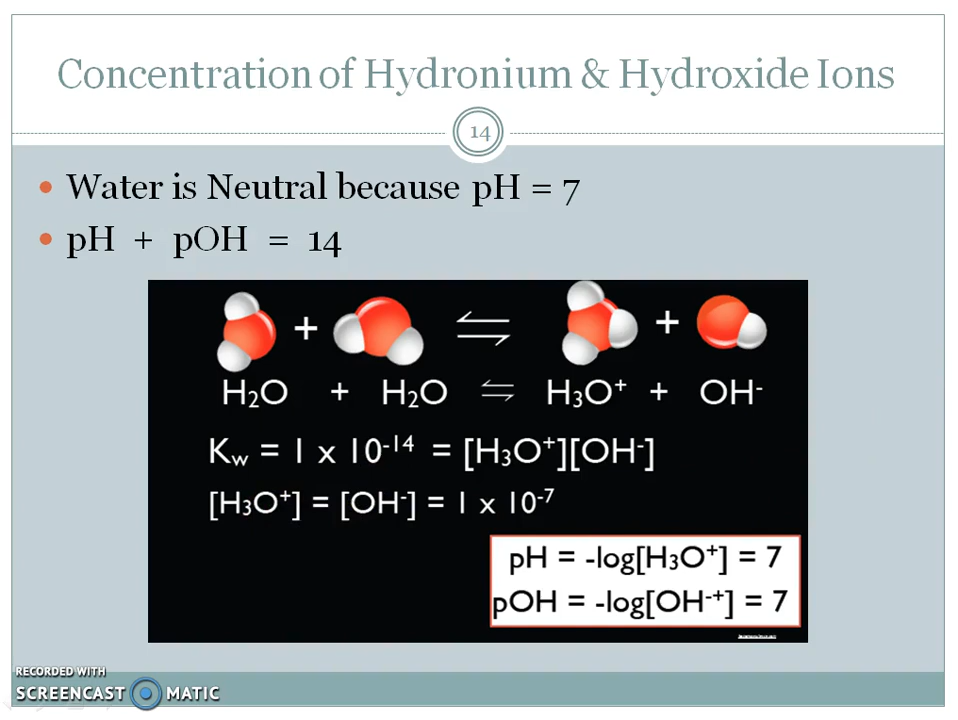 Concentration of Hydronium & Hydroxide Ions
14
Water is Neutral because pH = 7
pH + pOH = 14
+ ⇌ +
H₂O + H₂O ⇌ H₃O⁺ + OH⁻
Kw = 1 x 10⁻¹⁴ = [H₃O⁺][OH⁻]
[H₃O⁺] = [OH⁻] = 1 x 10⁻⁷
pH = -log[H₃O⁺] = 7
pOH = -log[OH⁻⁺] = 7
RECORDED WITH
SCREENCAST MATIC